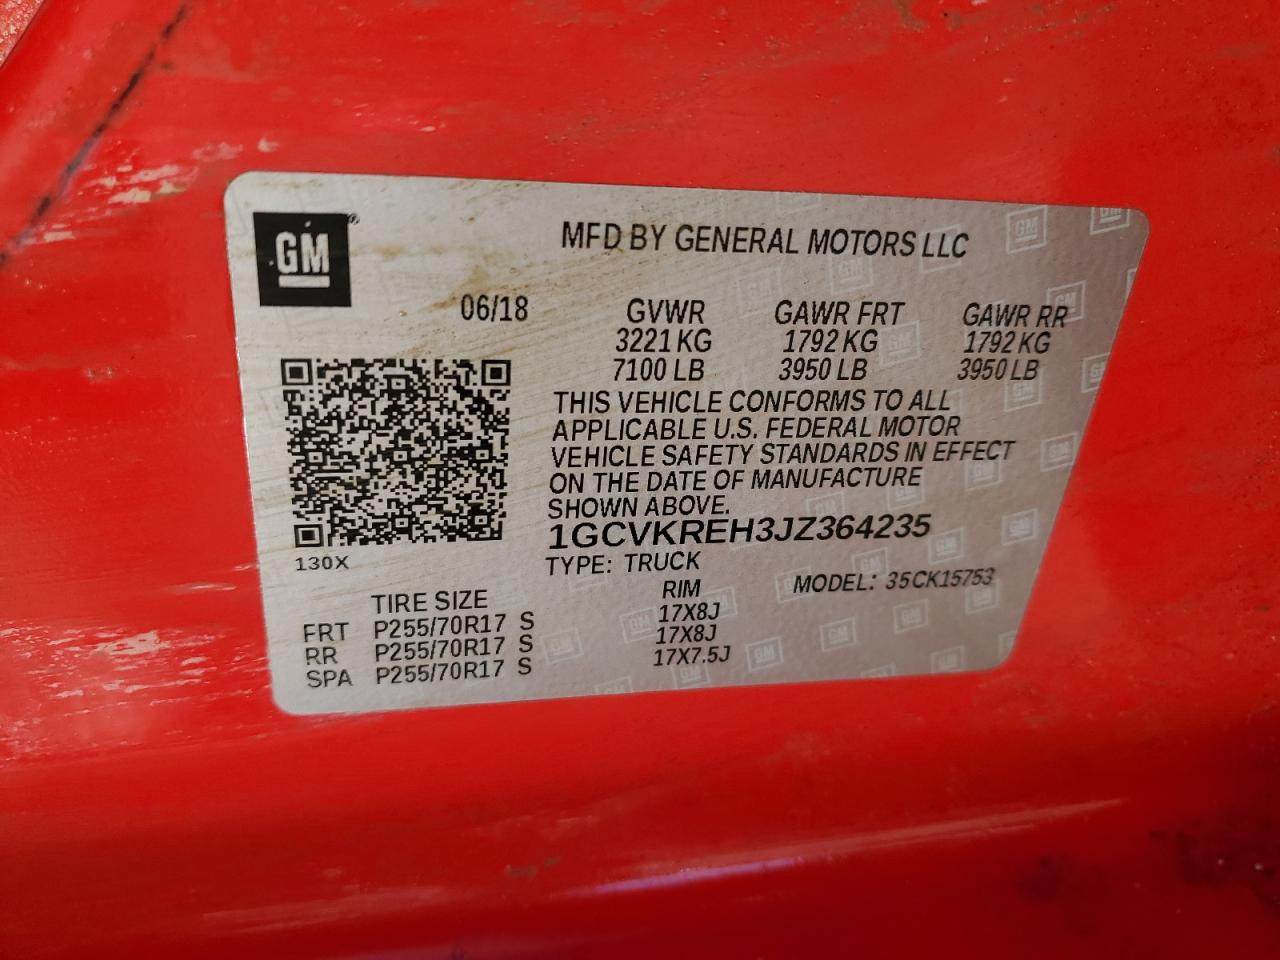 GM
MFD BY GENERAL MOTORS LLC
06/18 GVWR GAWR FRT GAWR RR
3221 KG 1792 KG 1792 KG
7100 LB 3950 LB 3950 LB
THIS VEHICLE CONFORMS TO ALL
APPLICABLE U.S. FEDERAL MOTOR
VEHICLE SAFETY STANDARDS IN EFFECT
ON THE DATE OF MANUFACTURE
SHOWN ABOVE.
1GCVKREH3JZ364235
130X
TYPE: TRUCK MODEL: 35CK15753
TIRE SIZE RIM
FRT P255/70R17 S 17X8J
RR P255/70R17 S 17X8J
SPA P255/70R17 S 17X7.5J